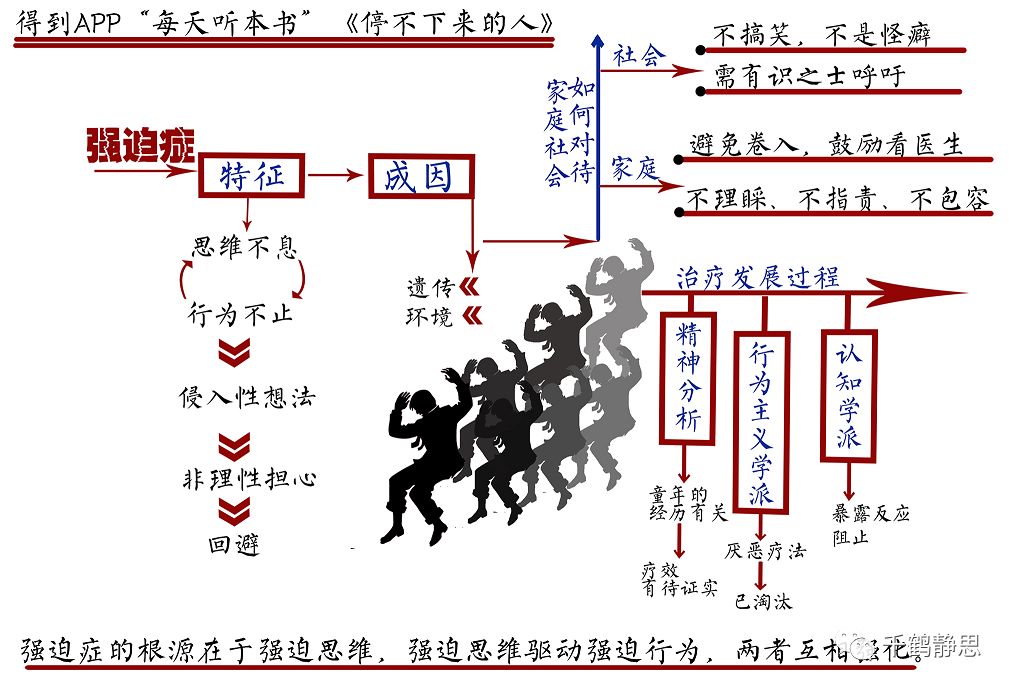 得到APP“每天听本书”《停不下来的人》
强迫症
特征
思维不息
行为不止
侵入性想法
非理性担心
回避
成因
遗传
环境
如何对待
家庭社会
社会
不搞笑，不是怪癖
需有识之士呼吁
家庭
避免卷入，鼓励看医生
不理睬、不指责、不包容
治疗发展过程
精神分析
童年的
经历有关
疗效
有待证实
行为主义学派
厌恶疗法
已淘汰
认知学派
暴露反应
阻止
强迫症的根源在于强迫思维，强迫思维驱动强迫行为，两者互相强化。
千鹤静思